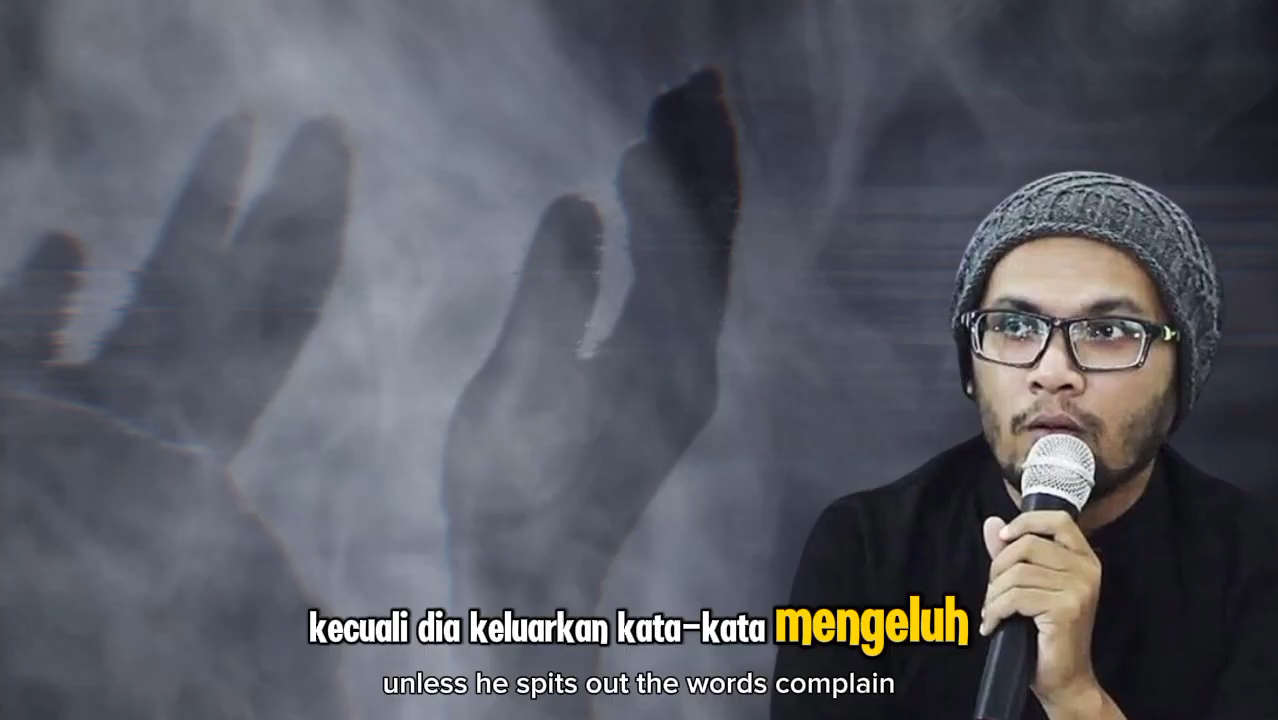 kecuali dia keluarkan kata-kata mengeluh
unless he spits out the words complain